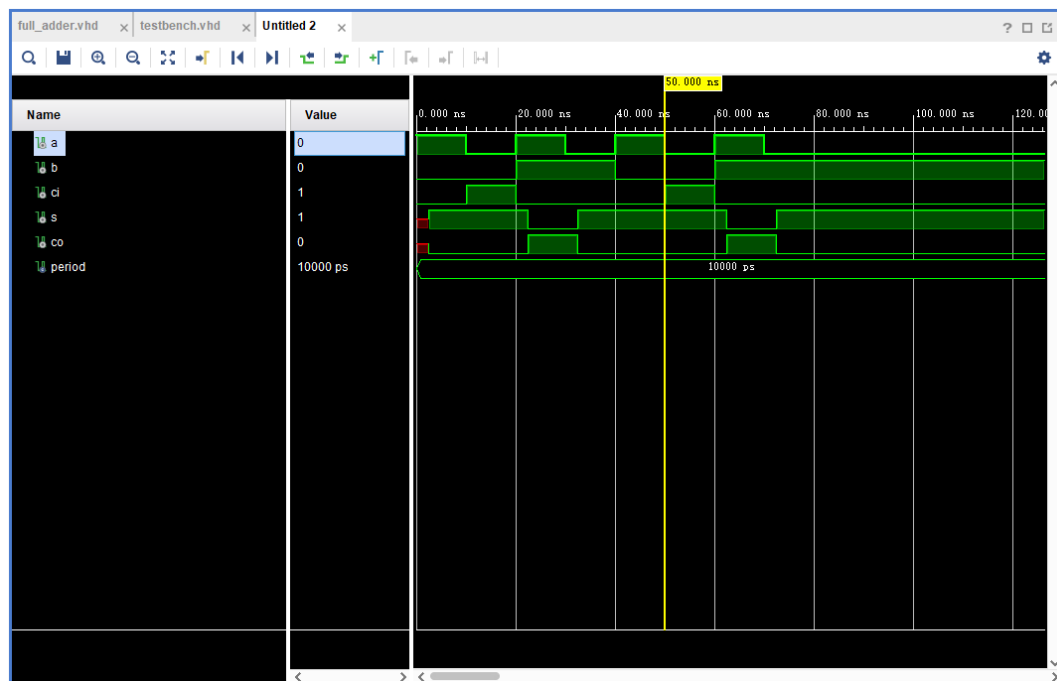 full_adder.vhd × testbench.vhd × Untitled 2 × ?
50.000 ns
Name Value 0.000 ns 20.000 ns 40.000 ns 60.000 ns 80.000 ns 100.000 ns 120.00
a 0
b 0
ci 1
s 1
co 0
period 10000 ps 10000 ps